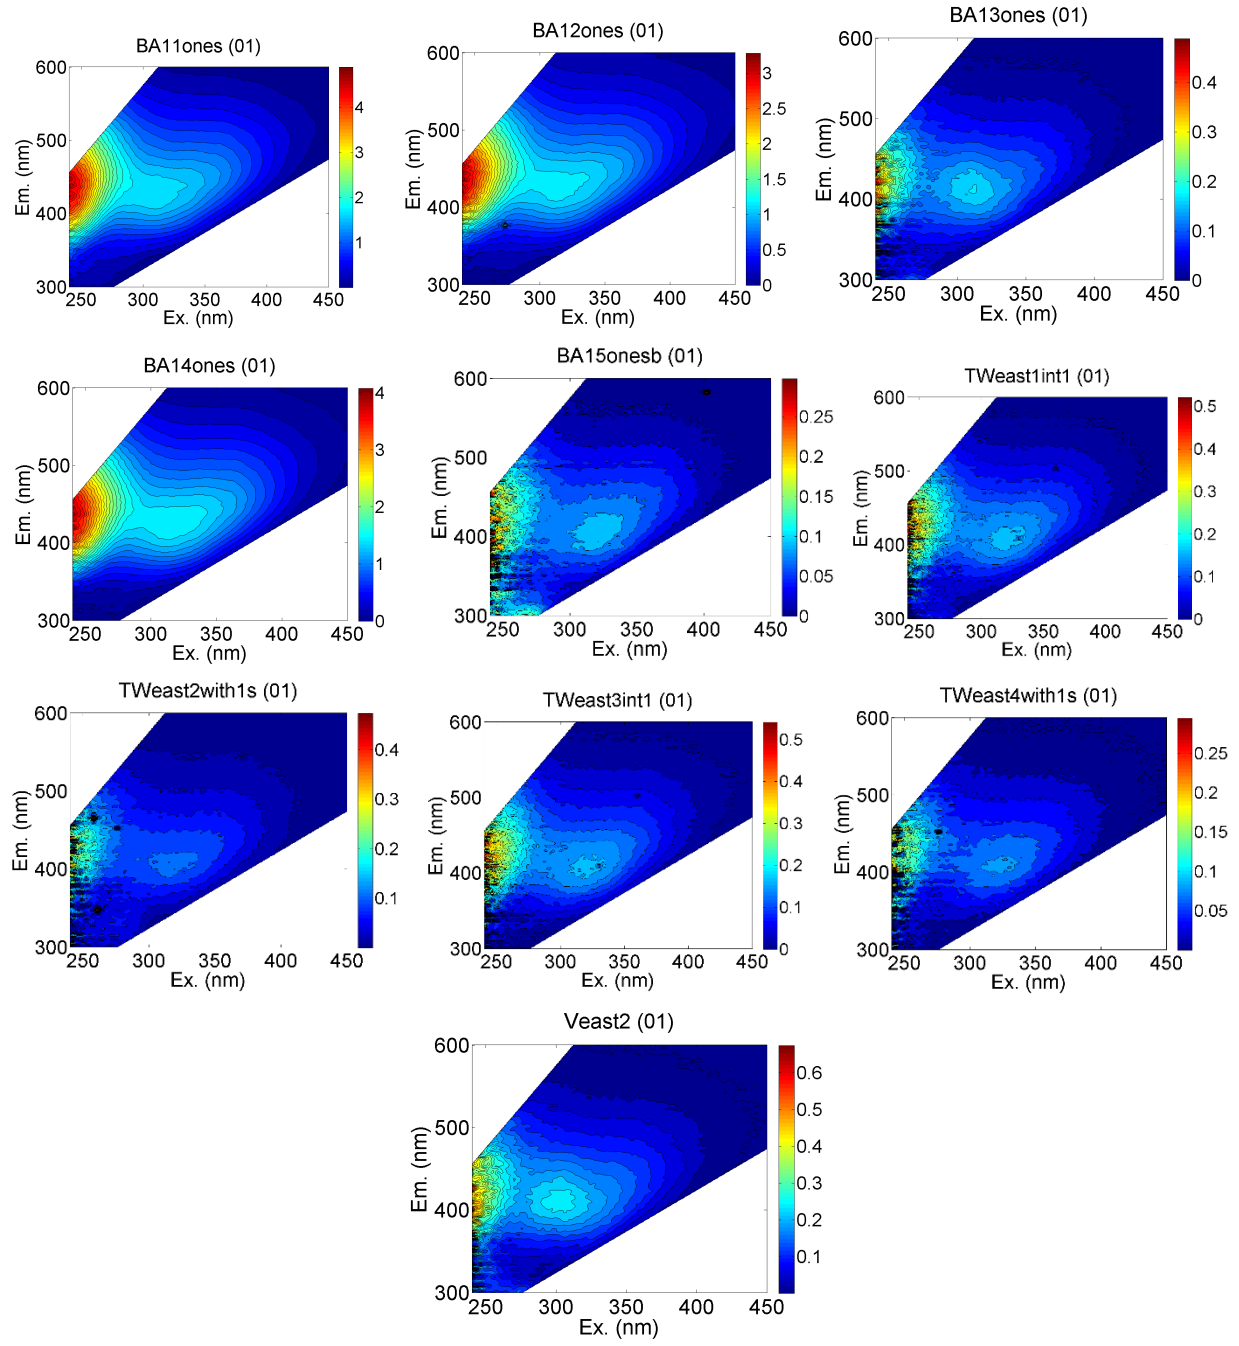 BA11ones (01)
600
500
400
300
Em. (nm)
250 300 350 400 450
Ex. (nm)
4
3
2
1
BA12ones (01)
600
500
400
300
Em. (nm)
250 300 350 400 450
Ex. (nm)
3
2.5
2
1.5
1
0.5
0
BA13ones (01)
600
500
400
300
Em. (nm)
250 300 350 400 450
Ex. (nm)
0.4
0.3
0.2
0.1
0
BA14ones (01)
600
500
400
300
Em. (nm)
250 300 350 400 450
Ex. (nm)
4
3
2
1
0
BA15onesb (01)
600
500
400
300
Em. (nm)
250 300 350 400 450
Ex. (nm)
0.25
0.2
0.15
0.1
0.05
0
TWeast1int1 (01)
600
500
400
300
Em. (nm)
250 300 350 400 450
Ex. (nm)
0.5
0.4
0.3
0.2
0.1
0
TWeast2with1s (01)
600
500
400
300
Em. (nm)
250 300 350 400 450
Ex. (nm)
0.4
0.3
0.2
0.1
TWeast3int1 (01)
600
500
400
300
Em. (nm)
250 300 350 400 450
Ex. (nm)
0.5
0.4
0.3
0.2
0.1
0
TWeast4with1s (01)
600
500
400
300
Em. (nm)
250 300 350 400 450
Ex. (nm)
0.25
0.2
0.15
0.1
0.05
Veast2 (01)
600
500
400
300
Em. (nm)
250 300 350 400 450
Ex. (nm)
0.6
0.5
0.4
0.3
0.2
0.1